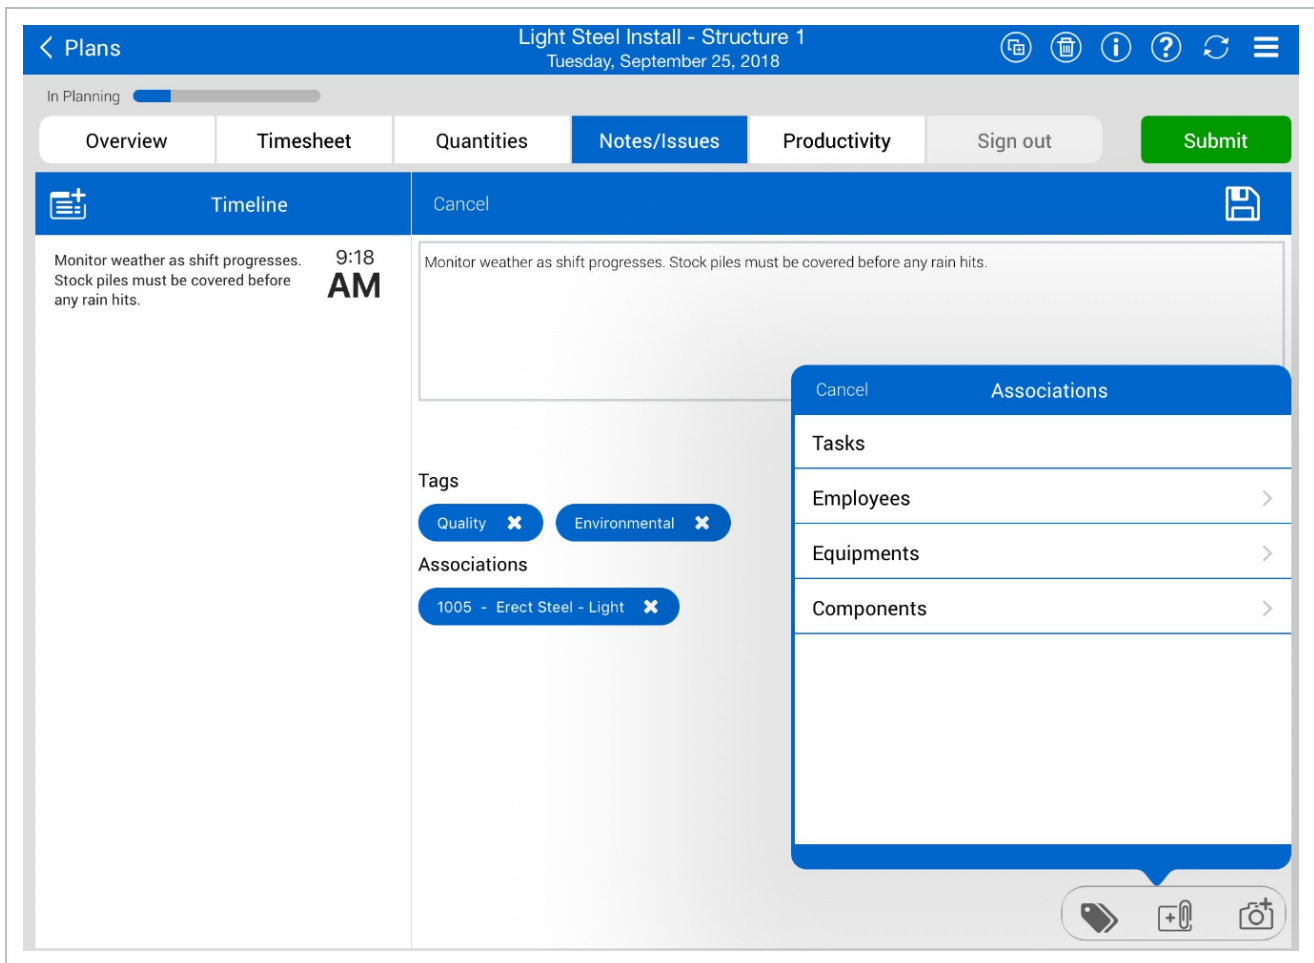 Plans
Light Steel Install - Structure 1
Tuesday, September 25, 2018
In Planning
Overview
Timesheet
Quantities
Notes/Issues
Productivity
Sign out
Submit
Timeline
Cancel
Monitor weather as shift progresses.
Stock piles must be covered before
any rain hits.
9:18
AM
Monitor weather as shift progresses. Stock piles must be covered before any rain hits.
Tags
Quality
Environmental
Associations
1005 - Erect Steel - Light
Cancel
Associations
Tasks
Employees
Equipments
Components